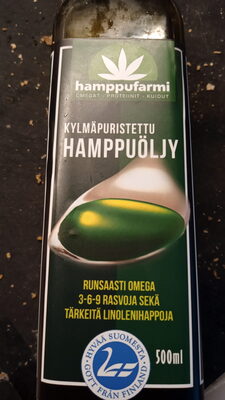 hamppufarmi
OMEGAT - PROTEIINIT - KUIDUT
KYLMÄPURISTETTU
HAMPPUÖLJY
RUNSAASTI OMEGA
3-6-9 RASVOJA SEKÄ
TÄRKEITÄ LINOLENIHAPPOJA
HYVÄÄ SUOMESTA
GOTT FRÅN FINLAND
500ml